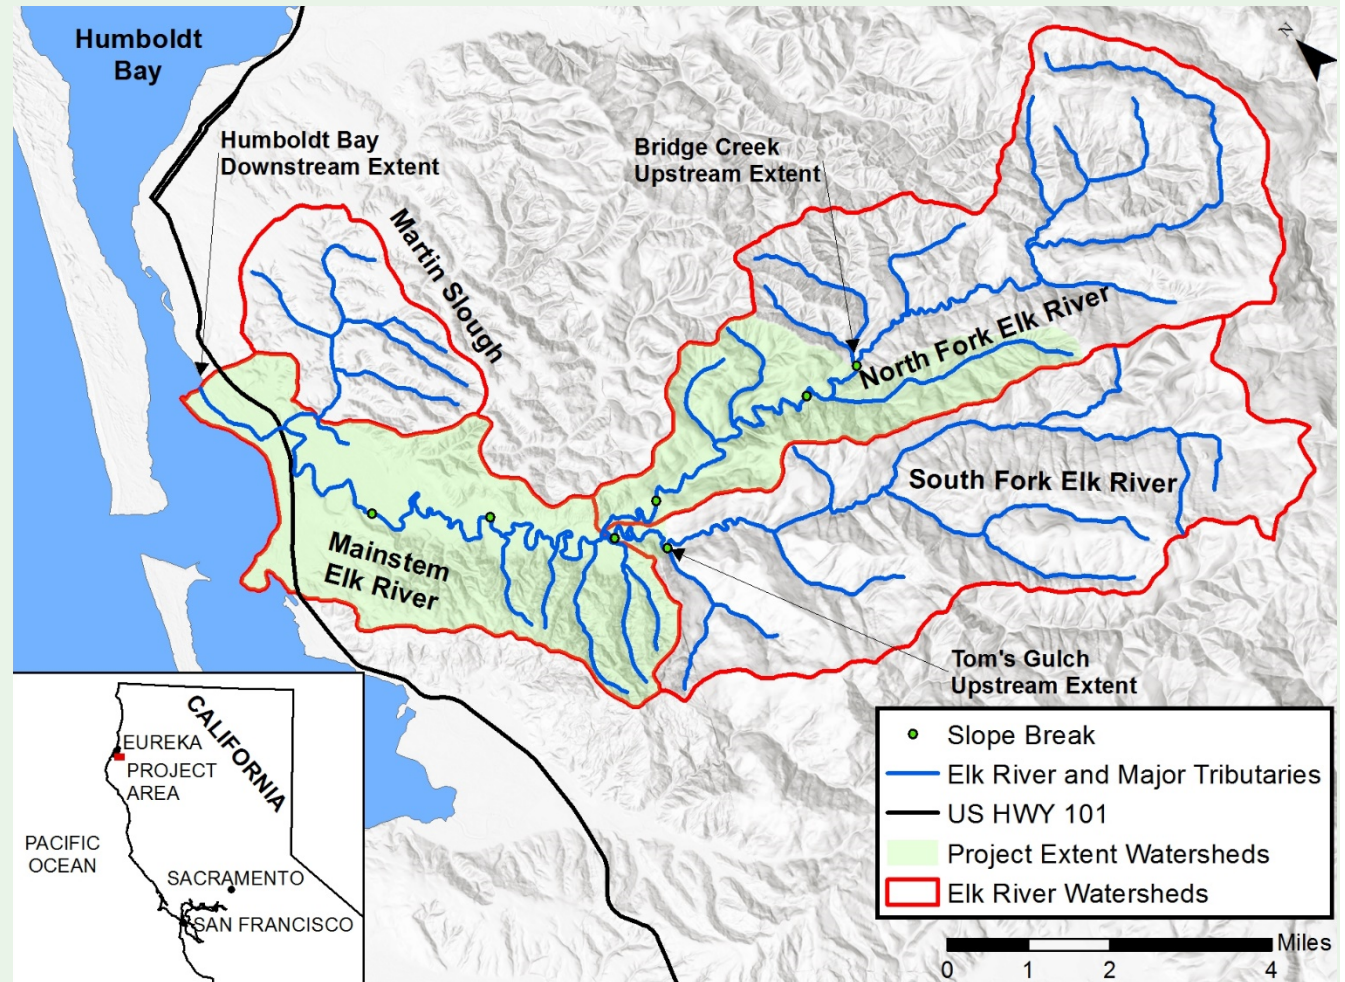 Humboldt
Bay
N
Humboldt Bay
Downstream Extent
Bridge Creek
Upstream Extent
Martin Slough
North Fork Elk River
South Fork Elk River
Mainstem
Elk River
Tom's Gulch
Upstream Extent
CALIFORNIA
EUREKA
PROJECT
AREA
PACIFIC
OCEAN
SACRAMENTO
SAN FRANCISCO
Slope Break
Elk River and Major Tributaries
US HWY 101
Project Extent Watersheds
Elk River Watersheds
Miles
0 1 2 4